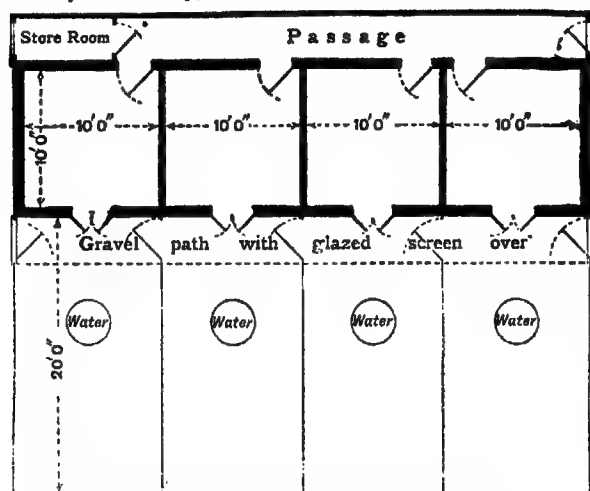 Store Room Passage
10'0" 10'0" 10'0" 10'0"
10'0"
Gravel path with glazed screen over
Water Water Water Water
20'0"